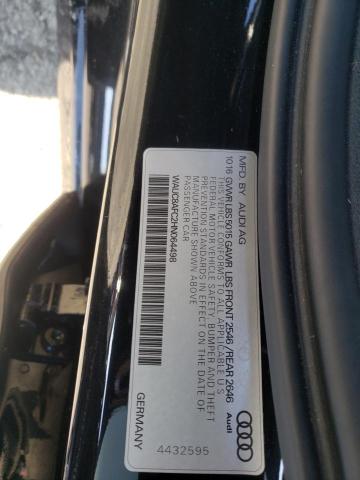 MFD. BY AUDI AG
1016 GVWR LBS 5015 GAWR LBS FRONT 2546 / REAR 2646
THIS VEHICLE CONFORMS TO ALL APPLICABLE U S
FEDERAL MOTOR VEHICLE SAFETY BUMPER AND THEFT
PREVENTION STANDARDS IN EFFECT ON THE DATE OF
MANUFACTURE SHOWN ABOVE
PASSENGER CAR
WAUC8AFC2HN064498
Audi
GERMANY
4432595